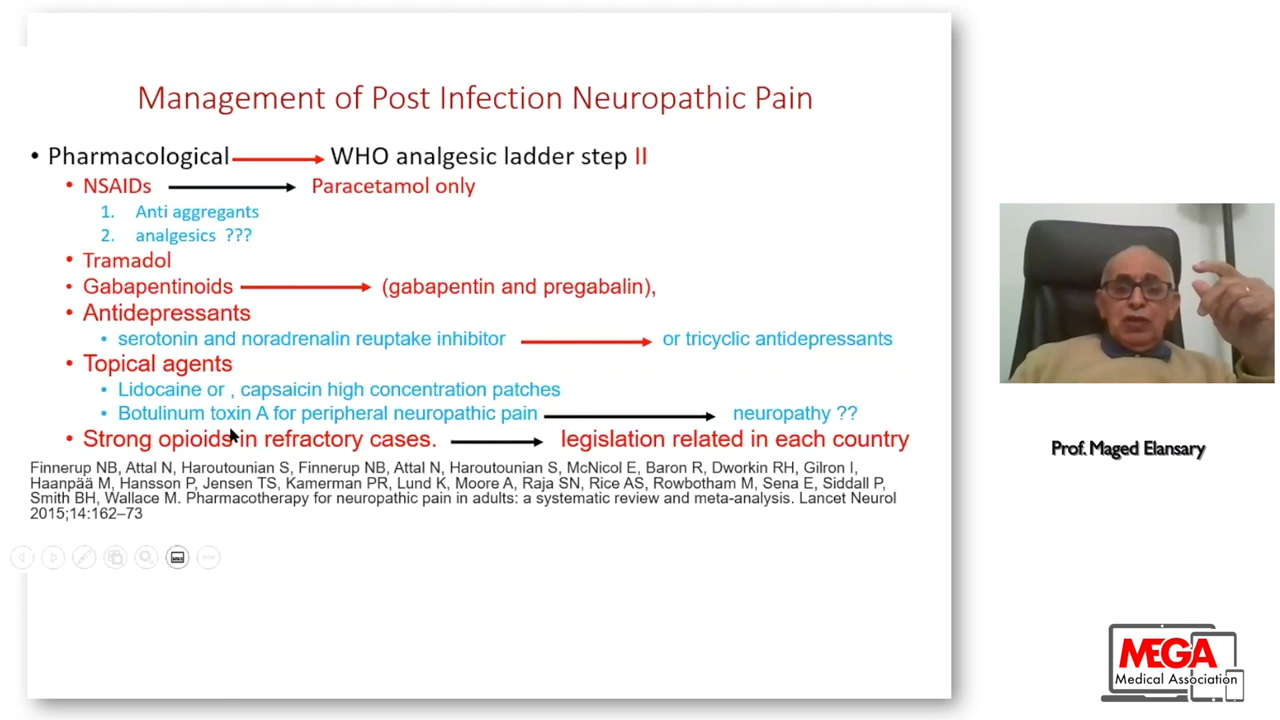 Management of Post Infection Neuropathic Pain
• Pharmacological WHO analgesic ladder step II
• NSAIDs Paracetamol only
1. Anti aggregants
2. analgesics ???
• Tramadol
• Gabapentinoids (gabapentin and pregabalin),
• Antidepressants
• serotonin and noradrenalin reuptake inhibitor or tricyclic antidepressants
• Topical agents
• Lidocaine or , capsaicin high concentration patches
• Botulinum toxin A for peripheral neuropathic pain neuropathy ??
• Strong opioids in refractory cases. legislation related in each country
Finnerup NB, Attal N, Haroutounian S, Finnerup NB, Attal N, Haroutounian S, McNicol E, Baron R, Dworkin RH, Gilron I,
Haanpää M, Hansson P, Jensen TS, Kamerman PR, Lund K, Moore A, Raja SN, Rice AS, Rowbotham M, Sena E, Siddall P,
Smith BH, Wallace M. Pharmacotherapy for neuropathic pain in adults: a systematic review and meta-analysis. Lancet Neurol
2015;14:162–73
Prof. Maged Elansary
MEGA
Medical Association